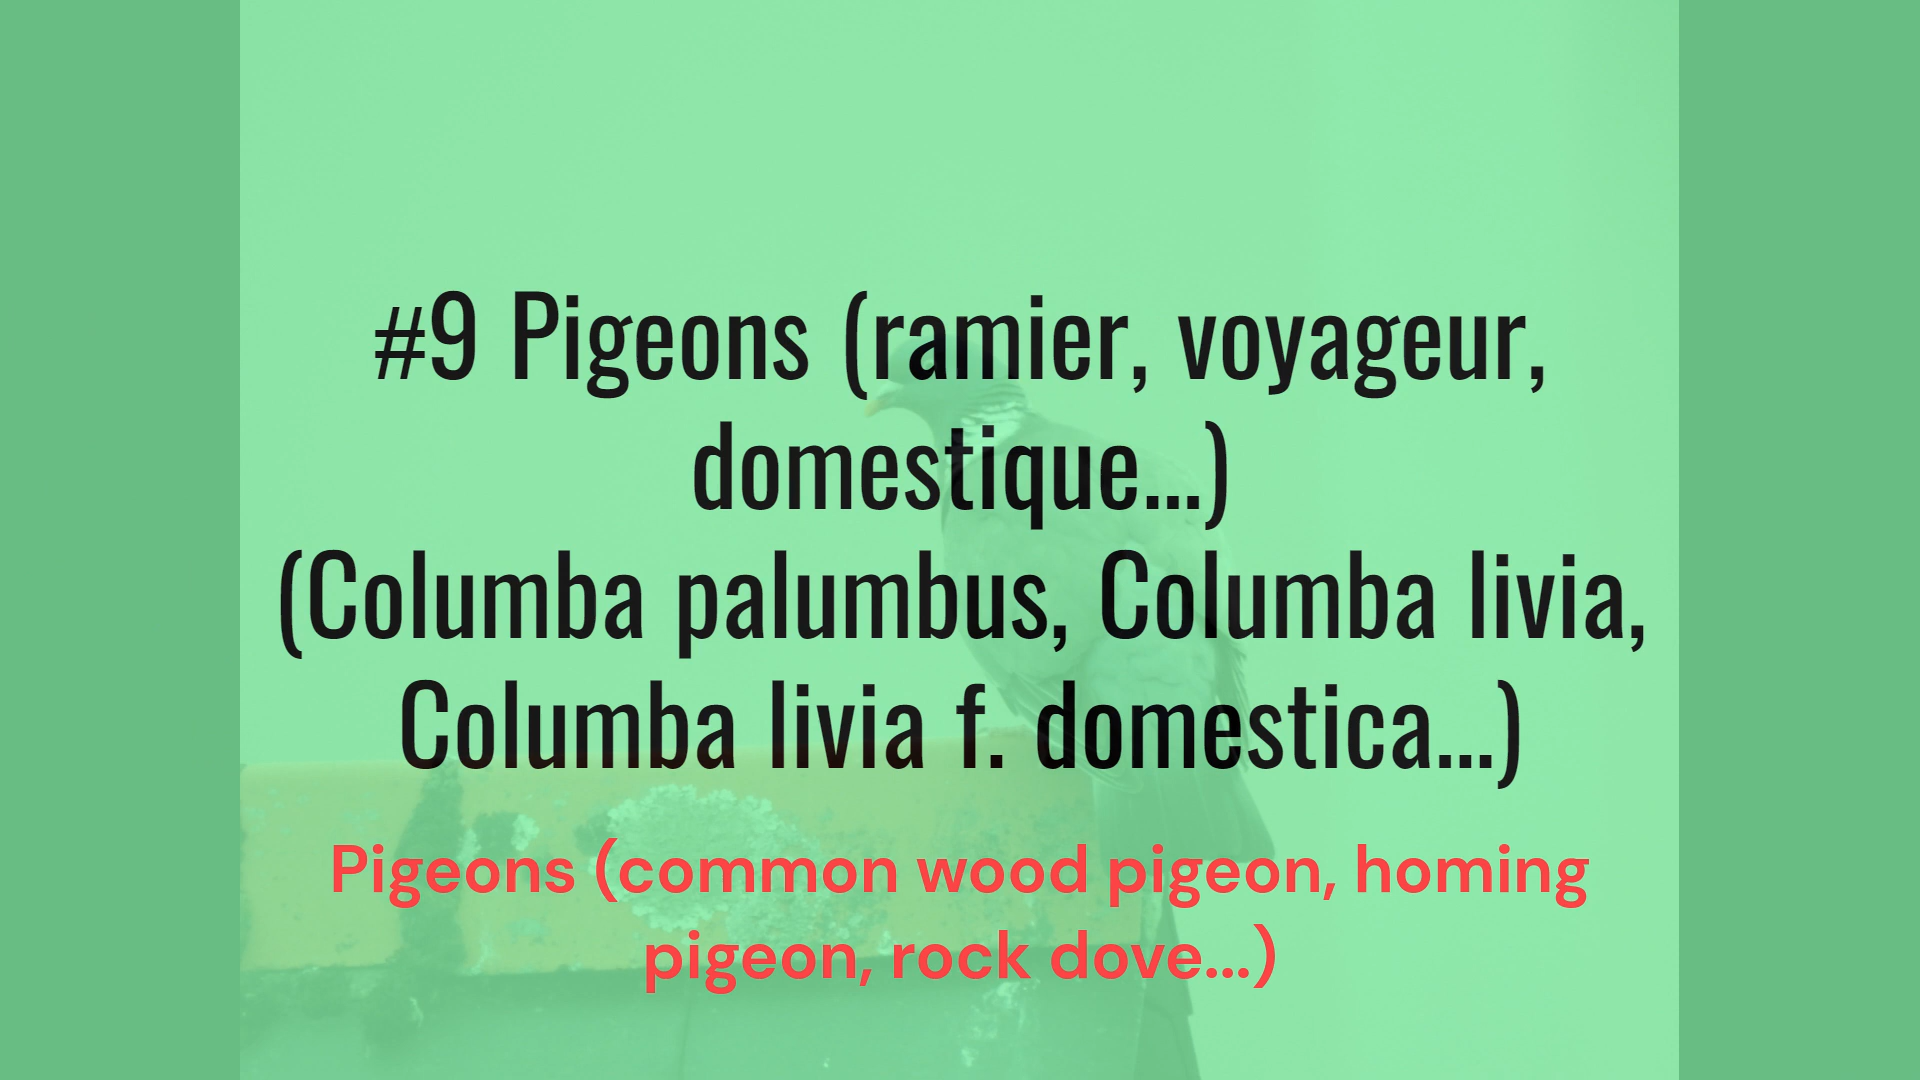 #9 Pigeons (ramier, voyageur,
domestique...)
(Columba palumbus, Columba livia,
Columba livia f. domestica...)
Pigeons (common wood pigeon, homing
pigeon, rock dove...)